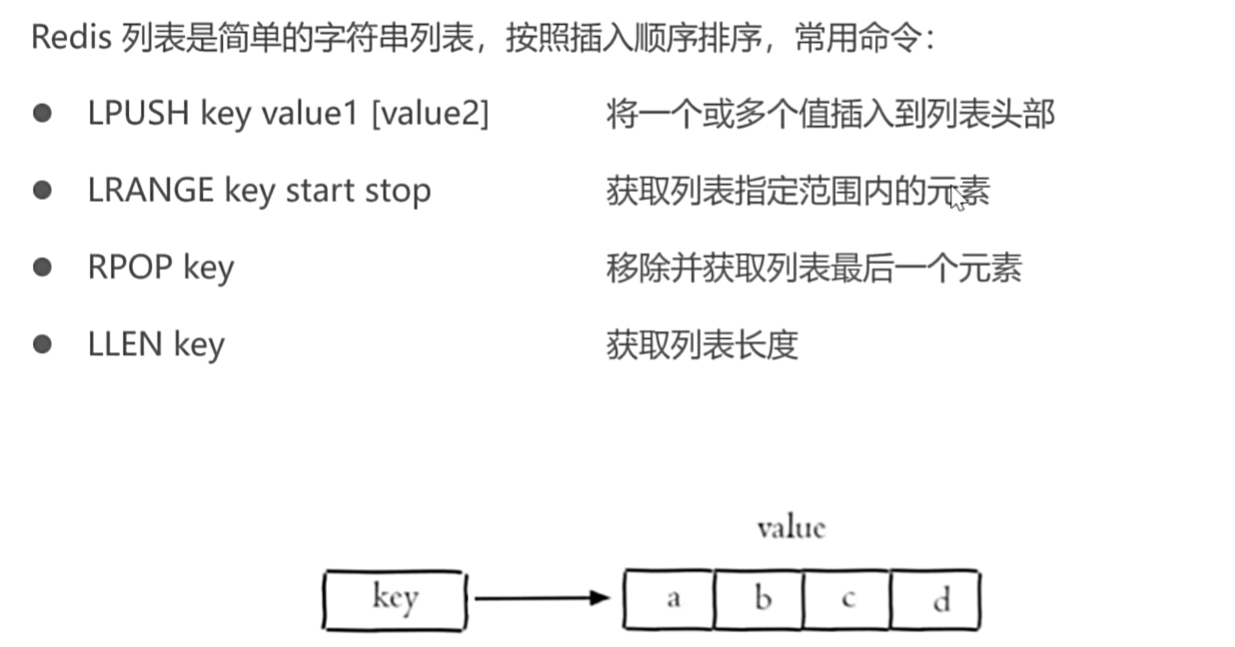 Redis 列表是简单的字符串列表，按照插入顺序排序，常用命令：
LPUSH key value1 [value2] 将一个或多个值插入到列表头部
LRANGE key start stop 获取列表指定范围内的元素
RPOP key 移除并获取列表最后一个元素
LLEN key 获取列表长度
value
key a b c d